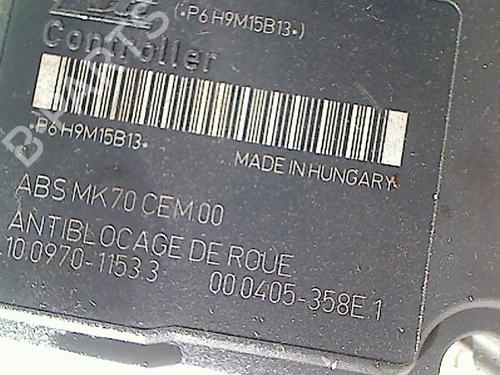 (•P6 H9M15B13•)
Controller
•P6 H9M15B13•
MADE IN HUNGARY
ABS MK70 CEM 00
ANTIBLOCAGE DE ROUE
10.0970-1153.3 00.0405-358E.1